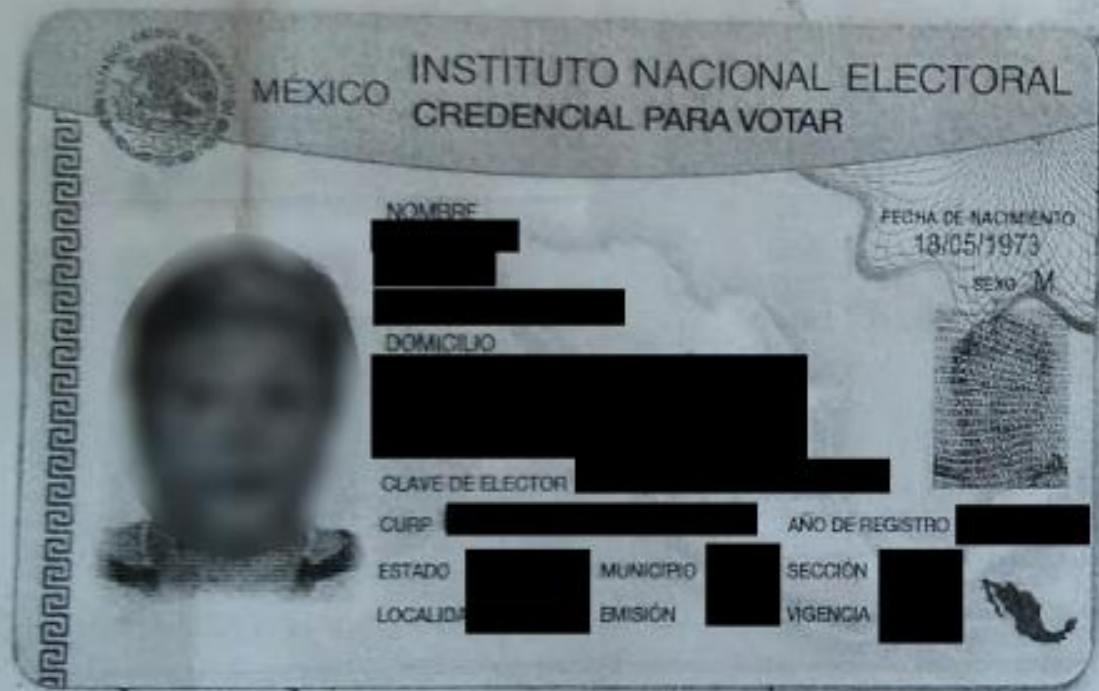 MÉXICO
INSTITUTO NACIONAL ELECTORAL
CREDENCIAL PARA VOTAR
NOMBRE
FECHA DE NACIMIENTO
18/05/1973
SEXO M
DOMICILIO
CLAVE DE ELECTOR
CURP
AÑO DE REGISTRO
ESTADO
MUNICIPIO
SECCIÓN
LOCALIDA
EMISIÓN
VIGENCIA